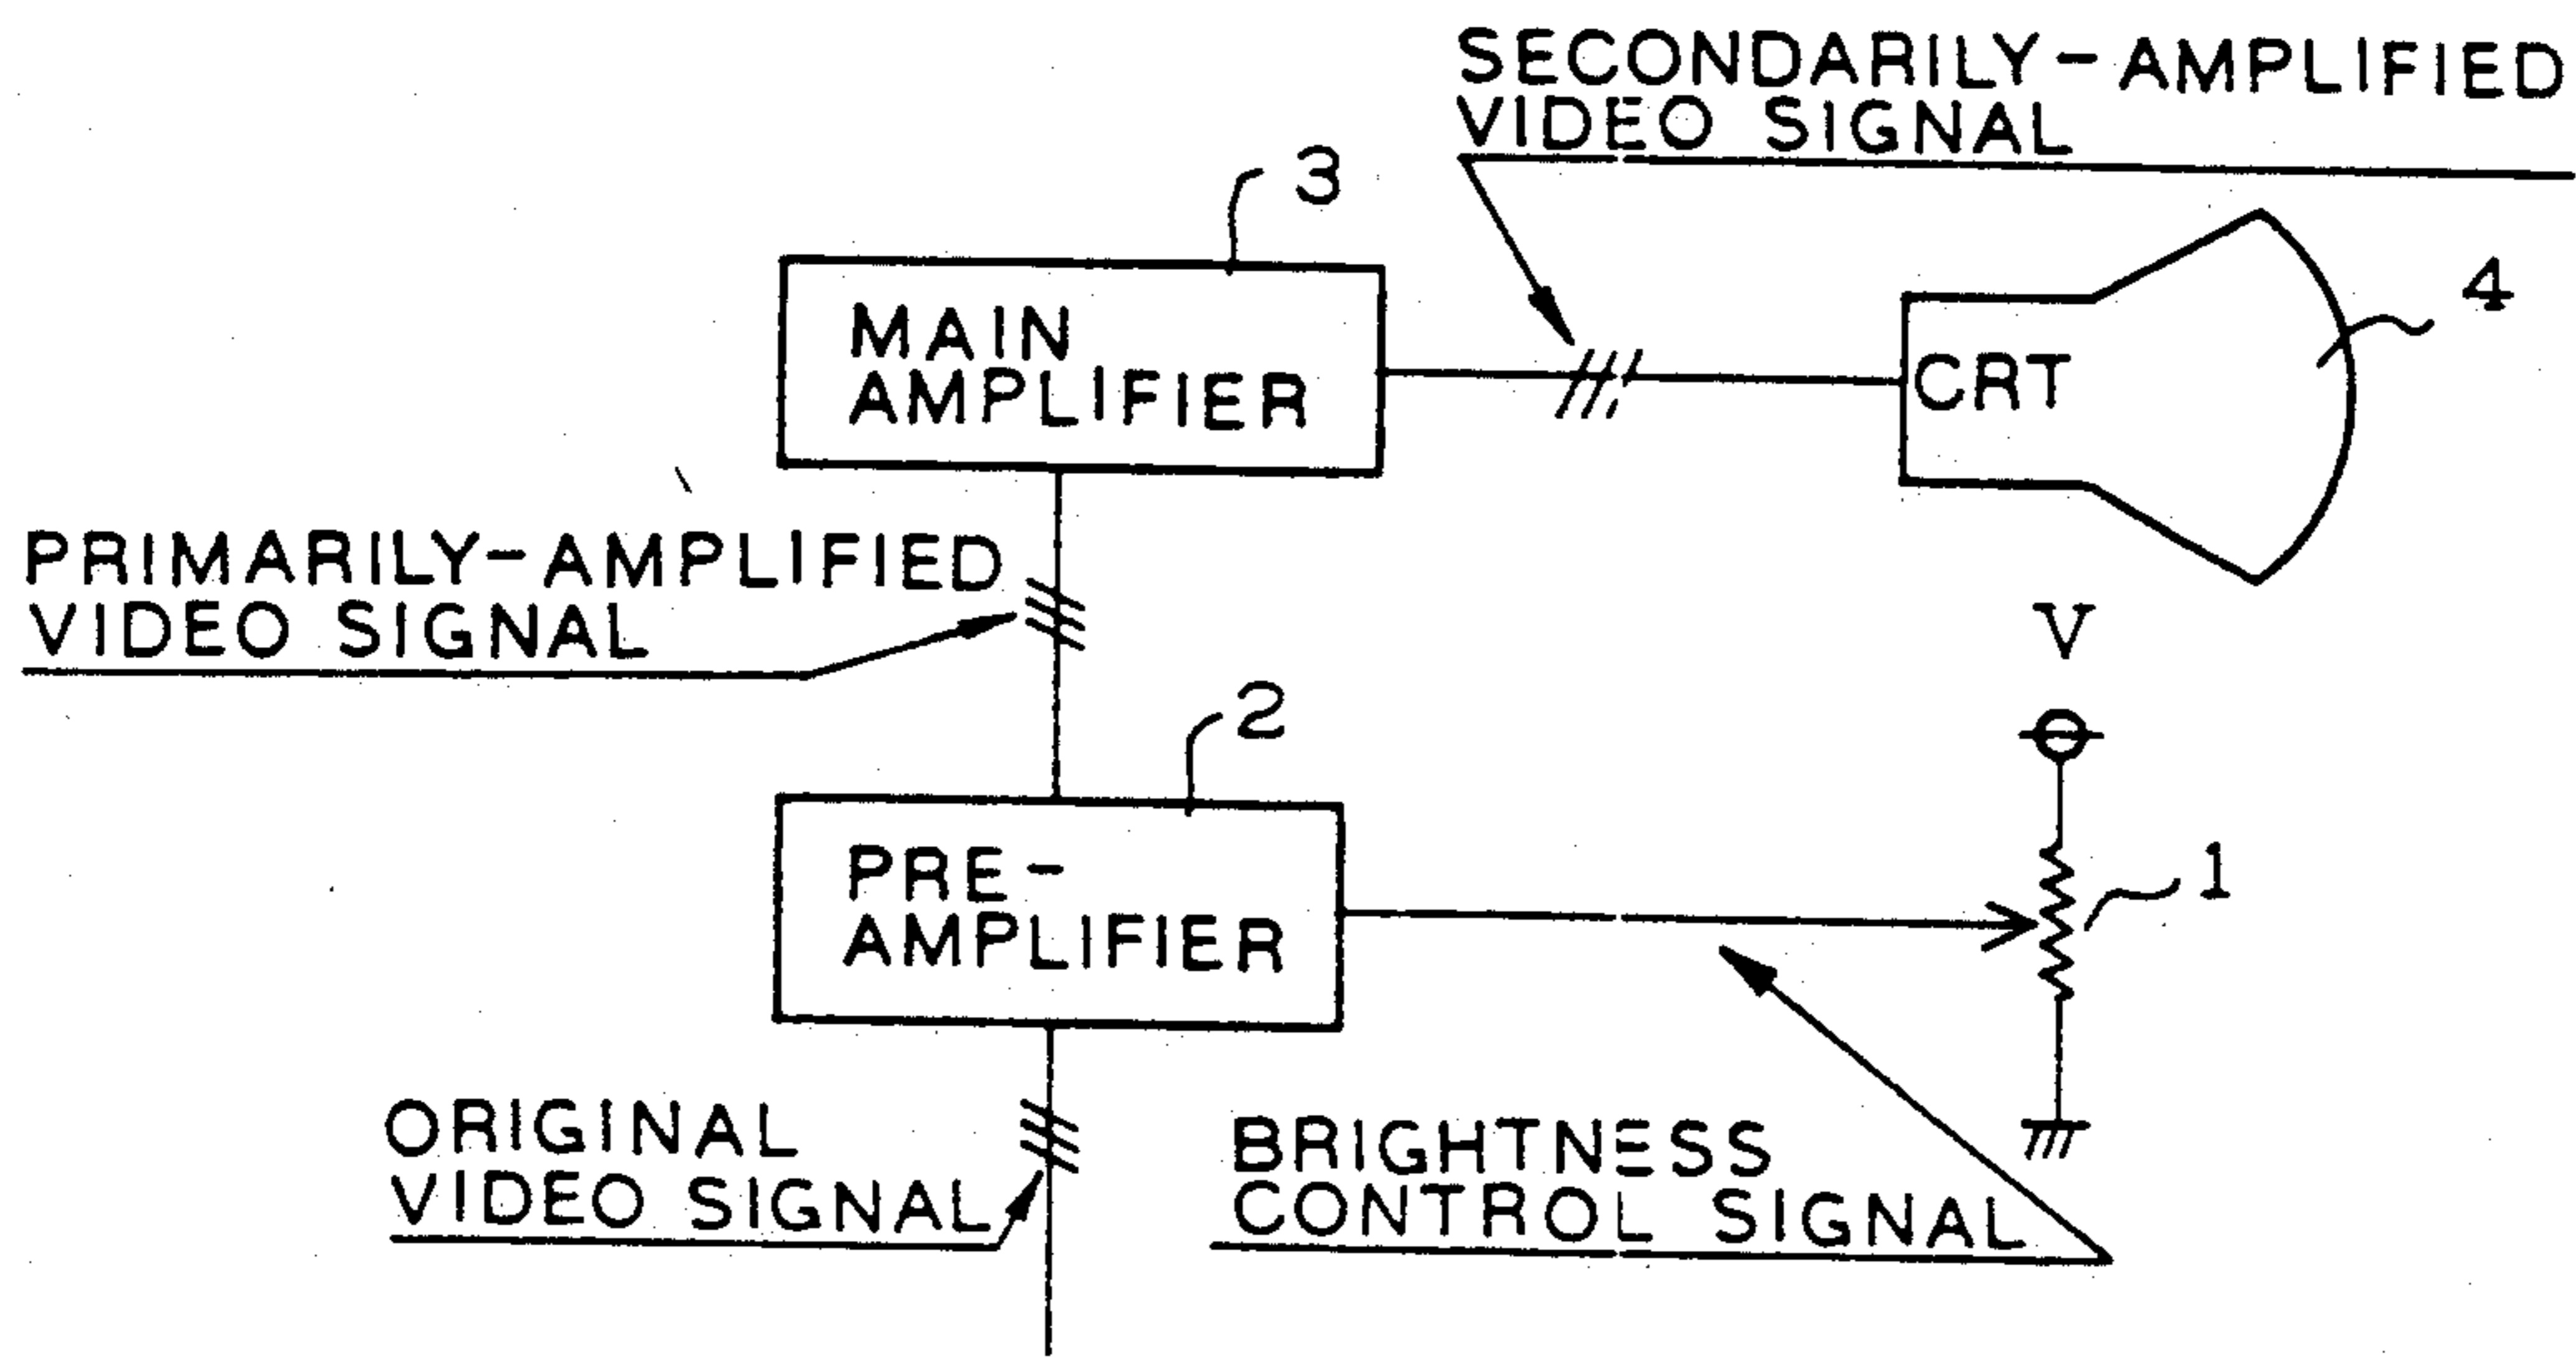 SECONDARILY-AMPLIFIED
VIDEO SIGNAL
3
MAIN
AMPLIFIER
CRT
4
PRIMARILY-AMPLIFIED
VIDEO SIGNAL
V
2
PRE-
AMPLIFIER
1
ORIGINAL
VIDEO SIGNAL
BRIGHTNESS
CONTROL SIGNAL